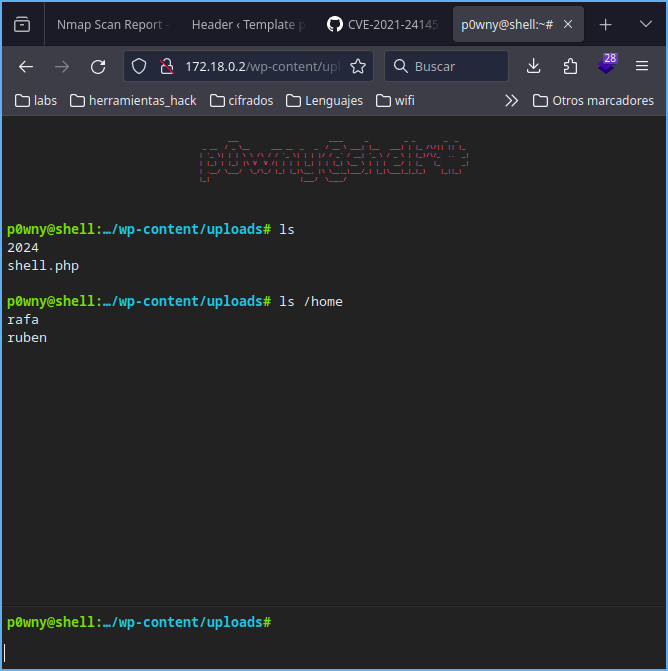 Nmap Scan Report -
Header ‹ Template p
CVE-2021-24145
p0wny@shell:~#
172.18.0.2/wp-content/upl
Buscar
28
labs
herramientas_hack
cifrados
Lenguajes
wifi
Otros marcadores
p0wny@shell:~#
p0wny@shell:…/wp-content/uploads# ls
2024
shell.php
p0wny@shell:…/wp-content/uploads# ls /home
rafa
ruben
p0wny@shell:…/wp-content/uploads#